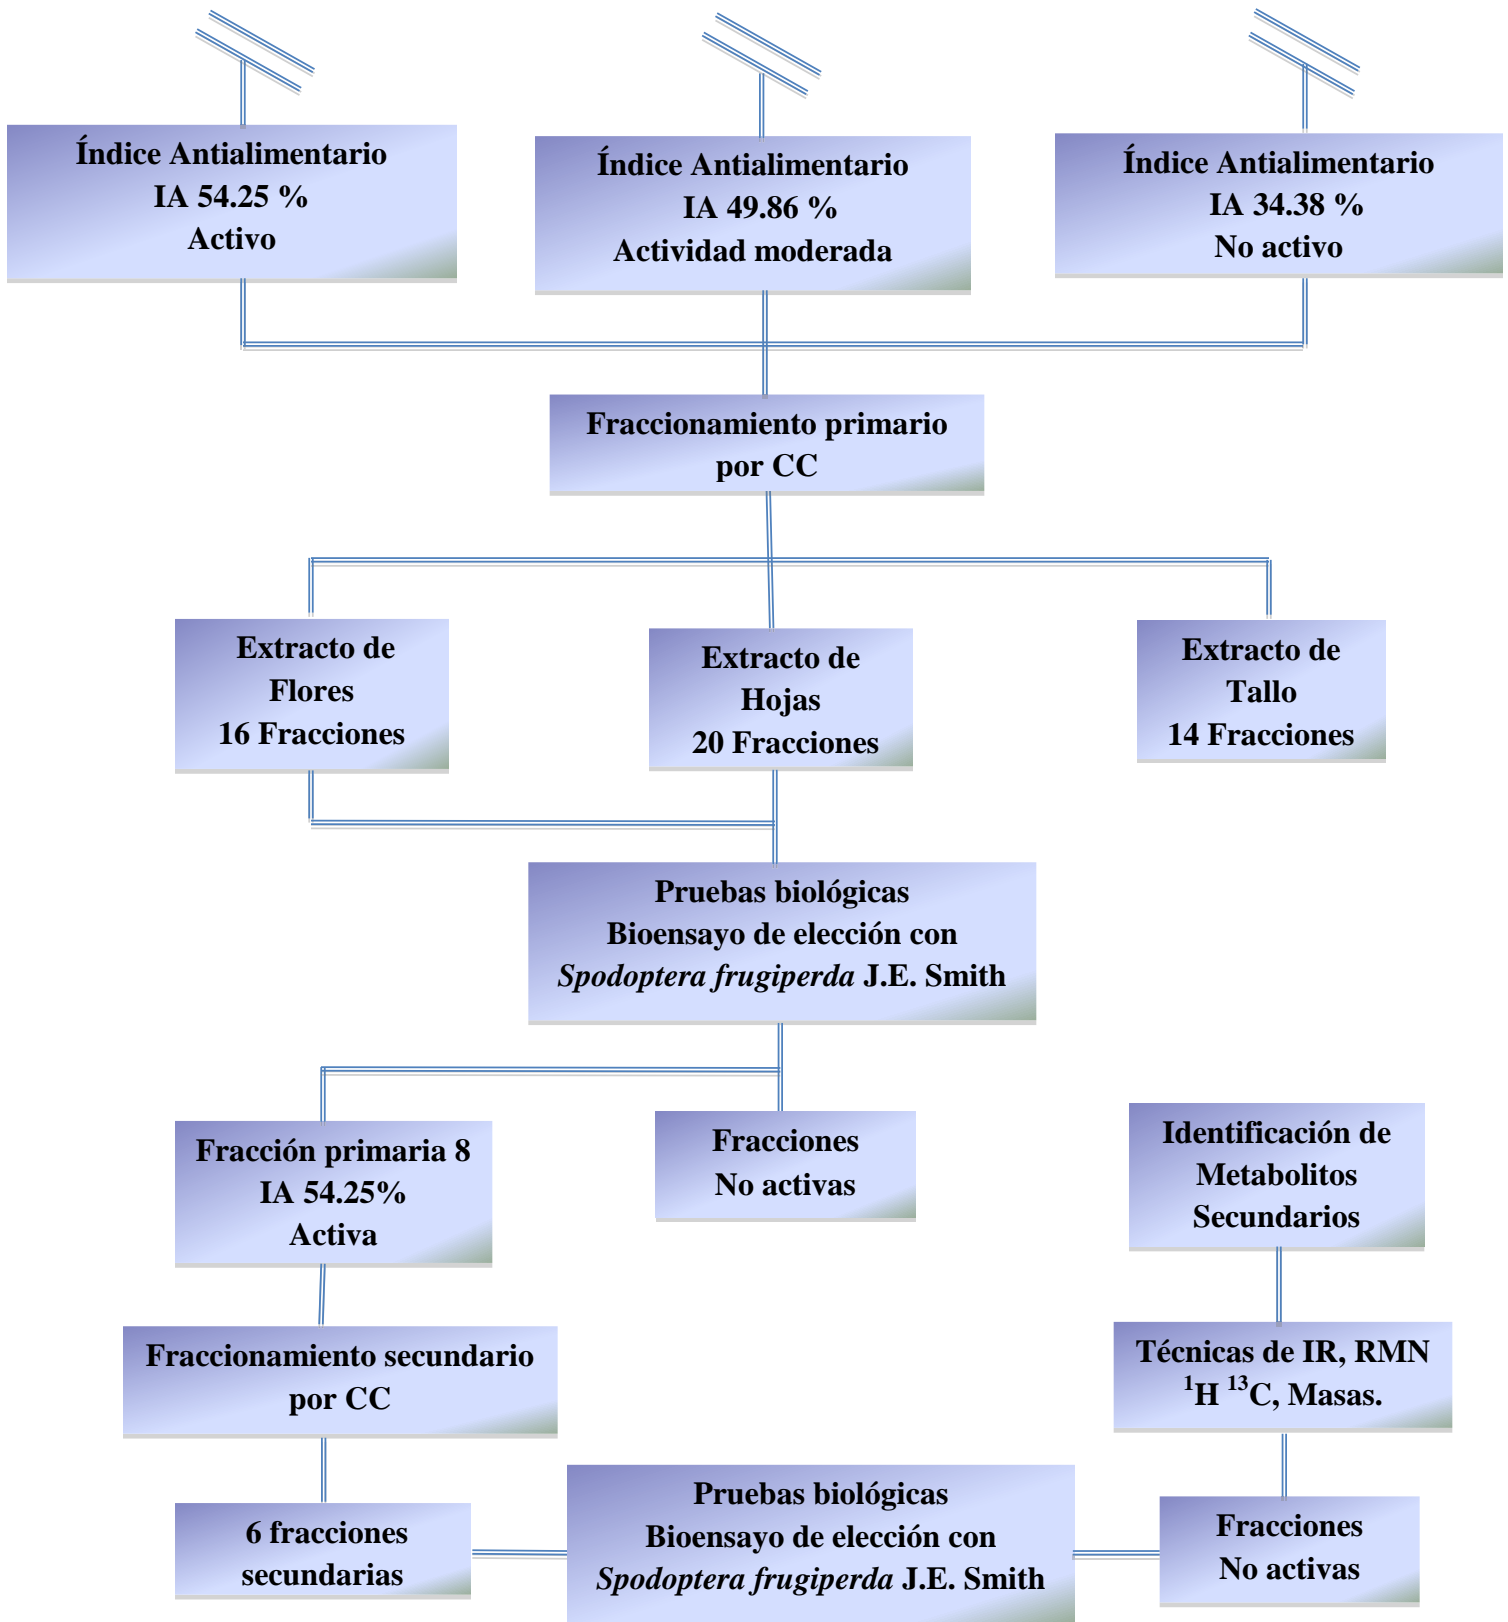 Índice Antialimentario
IA 54.25 %
Activo
Índice Antialimentario
IA 49.86 %
Actividad moderada
Índice Antialimentario
IA 34.38 %
No activo
Fraccionamiento primario
por CC
Extracto de
Flores
16 Fracciones
Extracto de
Hojas
20 Fracciones
Extracto de
Tallo
14 Fracciones
Pruebas biológicas
Bioensayo de elección con
Spodoptera frugiperda J.E. Smith
Fracción primaria 8
IA 54.25%
Activa
Fracciones
No activas
Identificación de
Metabolitos
Secundarios
Fraccionamiento secundario
por CC
Técnicas de IR, RMN
¹H ¹³C, Masas.
6 fracciones
secundarias
Pruebas biológicas
Bioensayo de elección con
Spodoptera frugiperda J.E. Smith
Fracciones
No activas